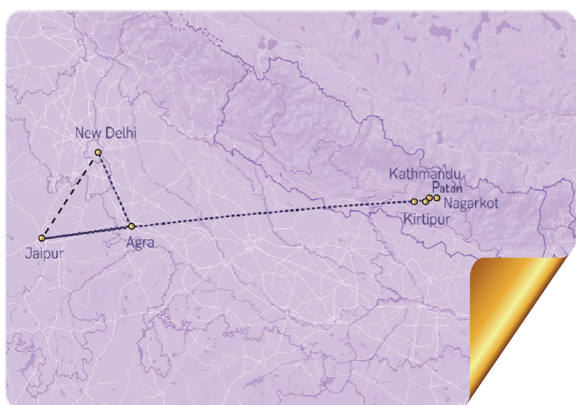 New Delhi
Kathmandu
Patan
Nagarkot
Kirtipur
Agra
Jaipur